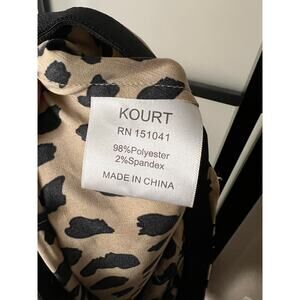 KOURT
RN 151041
98%Polyester
2%Spandex
MADE IN CHINA